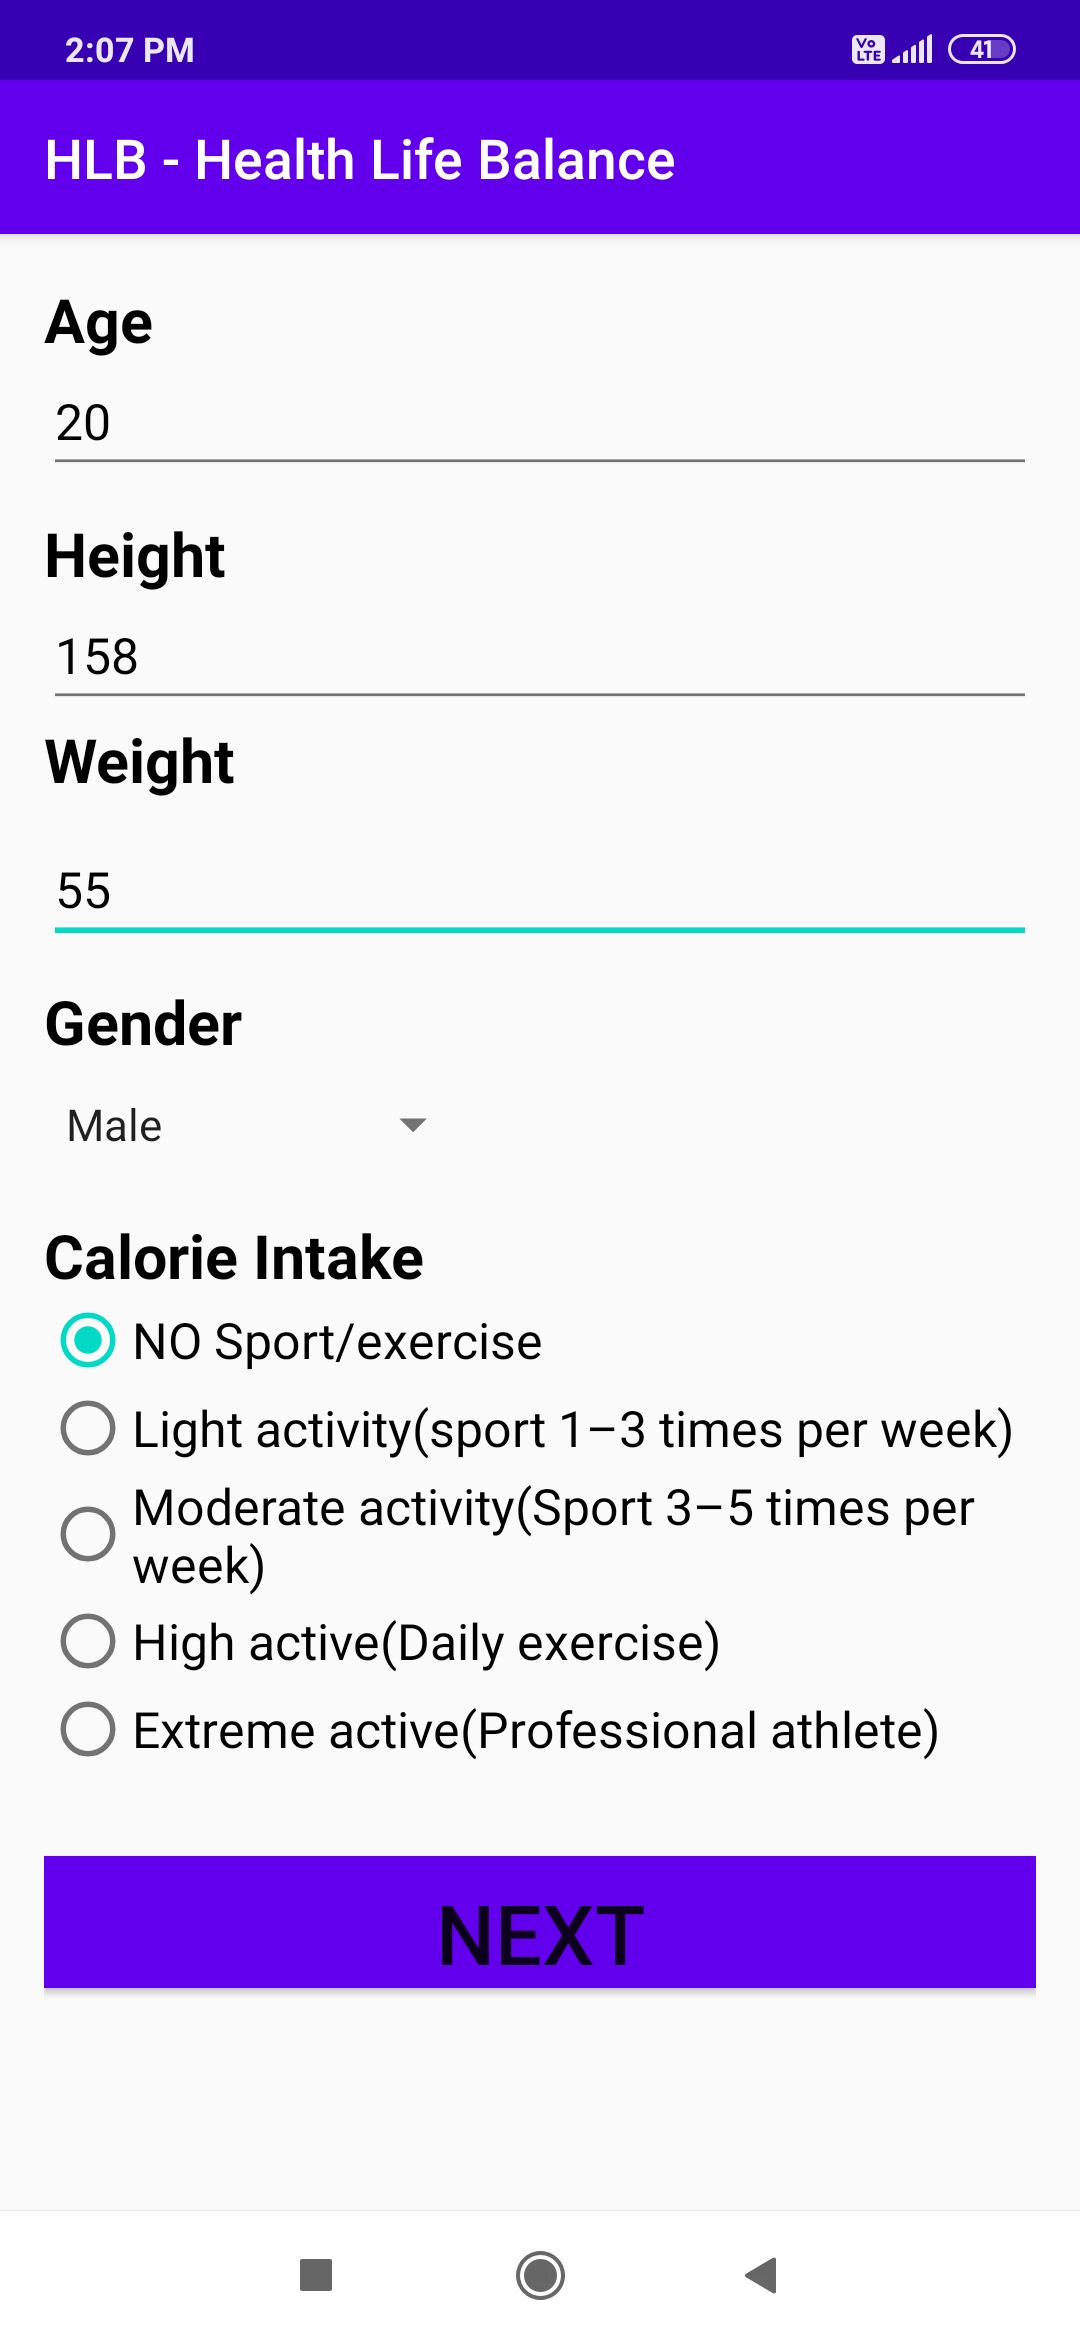 2:07 PM
Vo LTE
41
HLB - Health Life Balance
Age
20
Height
158
Weight
55
Gender
Male
Calorie Intake
NO Sport/exercise
Light activity(sport 1–3 times per week)
Moderate activity(Sport 3–5 times per
week)
High active(Daily exercise)
Extreme active(Professional athlete)
NEXT